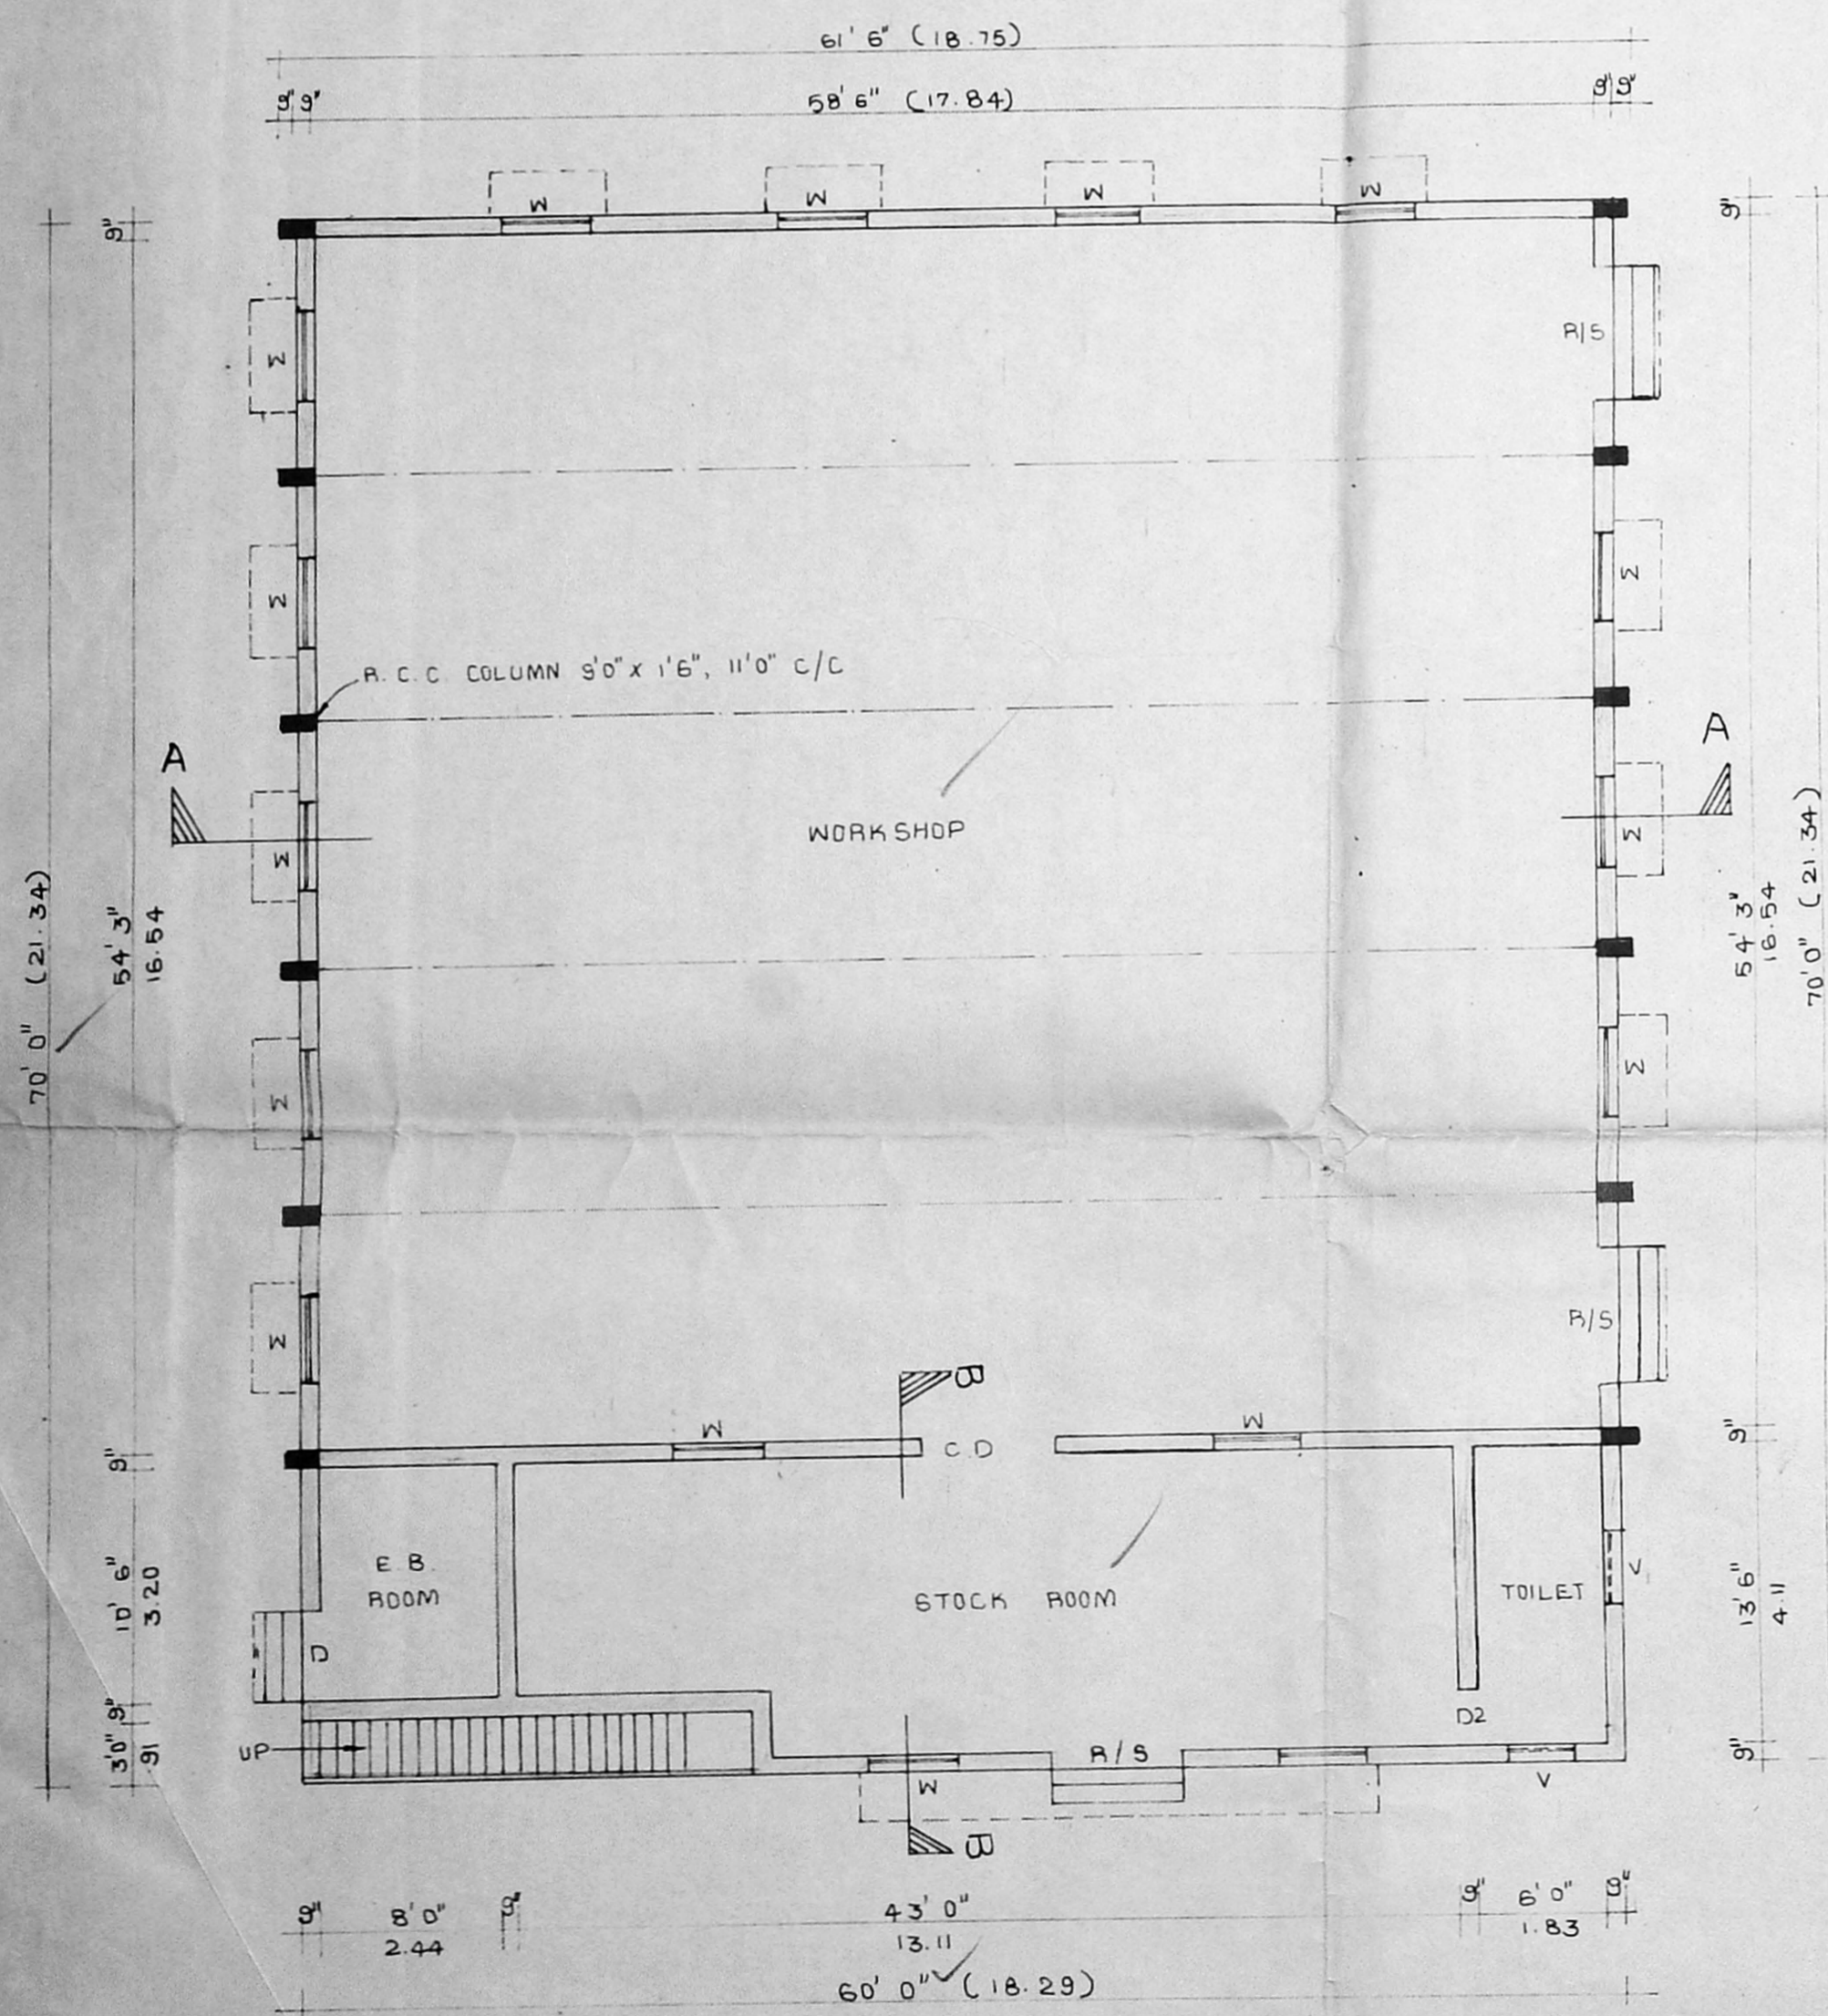 61' 6" (18.75)
9" 9" 58' 6" (17.84) 9" 9"
W W W W
9" 9"
W R/S
W W
R.C.C. COLUMN 9'0" X 1'6", 11'0" C/C
A A
WORKSHOP
W W
70' 0" (21.34)
54' 3"
16.54
54' 3"
16.54
70' 0" (21.34)
W W
W R/S
B
W C.D W
9" 9"
E.B.
ROOM
STOCK ROOM
TOILET
V
10' 6"
3.20
13' 6"
4.11
D
D2
9"
3'0"
.91
UP
R/S
9"
W V
B
9" 8' 0" 9" 43' 0" 9" 6' 0" 9"
2.44 13.11 1.83
60' 0" (18.29)